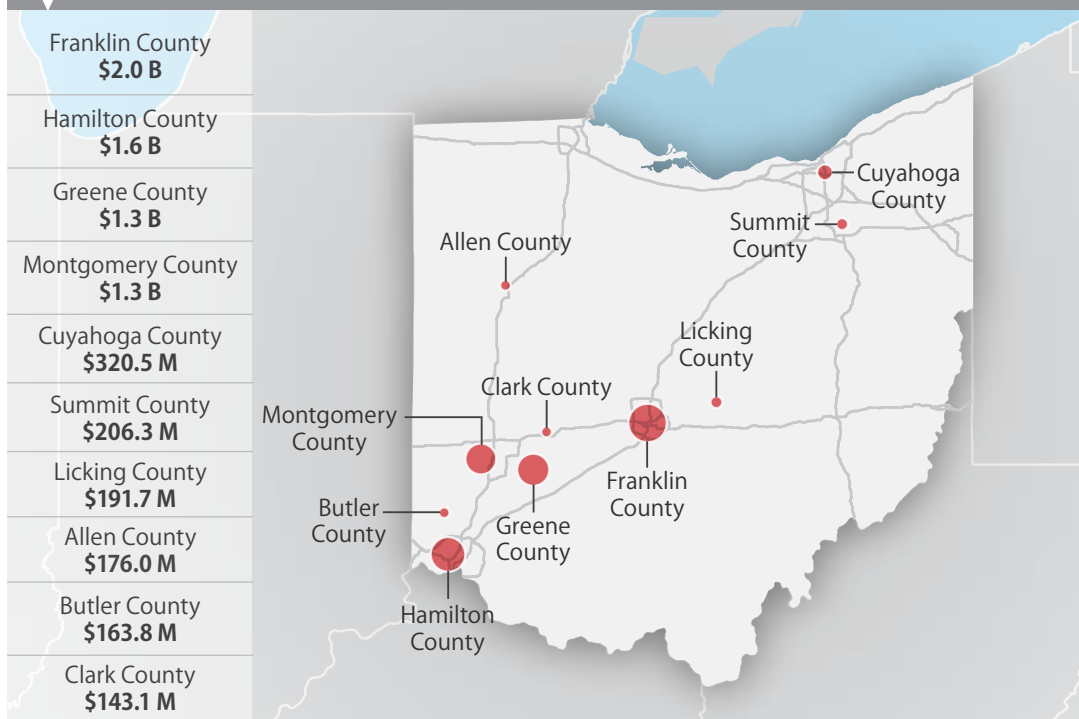 Franklin County
$2.0 B
Hamilton County
$1.6 B
Greene County
$1.3 B
Montgomery County
$1.3 B
Cuyahoga County
$320.5 M
Summit County
$206.3 M
Licking County
$191.7 M
Allen County
$176.0 M
Butler County
$163.8 M
Clark County
$143.1 M
Cuyahoga
County
Summit
County
Allen County
Licking
County
Clark County
Montgomery
County
Franklin
County
Butler
County
Greene
County
Hamilton
County